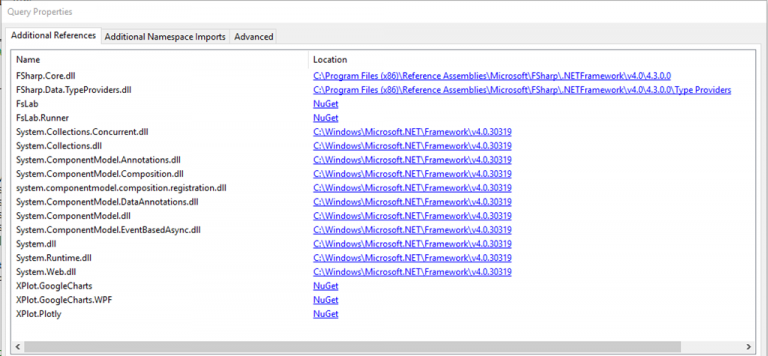 Query Properties
Additional References Additional Namespace Imports Advanced
Name Location
FSharp.Core.dll C:\Program Files (x86)\Reference Assemblies\Microsoft\FSharp\.NETFramework\v4.0\4.3.0.0
FSharp.Data.TypeProviders.dll C:\Program Files (x86)\Reference Assemblies\Microsoft\FSharp\.NETFramework\v4.0\4.3.0.0\Type Providers
FsLab NuGet
FsLab.Runner NuGet
System.Collections.Concurrent.dll C:\Windows\Microsoft.NET\Framework\v4.0.30319
System.Collections.dll C:\Windows\Microsoft.NET\Framework\v4.0.30319
System.ComponentModel.Annotations.dll C:\Windows\Microsoft.NET\Framework\v4.0.30319
System.ComponentModel.Composition.dll C:\Windows\Microsoft.NET\Framework\v4.0.30319
system.componentmodel.composition.registration.dll C:\Windows\Microsoft.NET\Framework\v4.0.30319
System.ComponentModel.DataAnnotations.dll C:\Windows\Microsoft.NET\Framework\v4.0.30319
System.ComponentModel.dll C:\Windows\Microsoft.NET\Framework\v4.0.30319
System.ComponentModel.EventBasedAsync.dll C:\Windows\Microsoft.NET\Framework\v4.0.30319
System.dll C:\Windows\Microsoft.NET\Framework\v4.0.30319
System.Runtime.dll C:\Windows\Microsoft.NET\Framework\v4.0.30319
System.Web.dll C:\Windows\Microsoft.NET\Framework\v4.0.30319
XPlot.GoogleCharts NuGet
XPlot.GoogleCharts.WPF NuGet
XPlot.Plotly NuGet